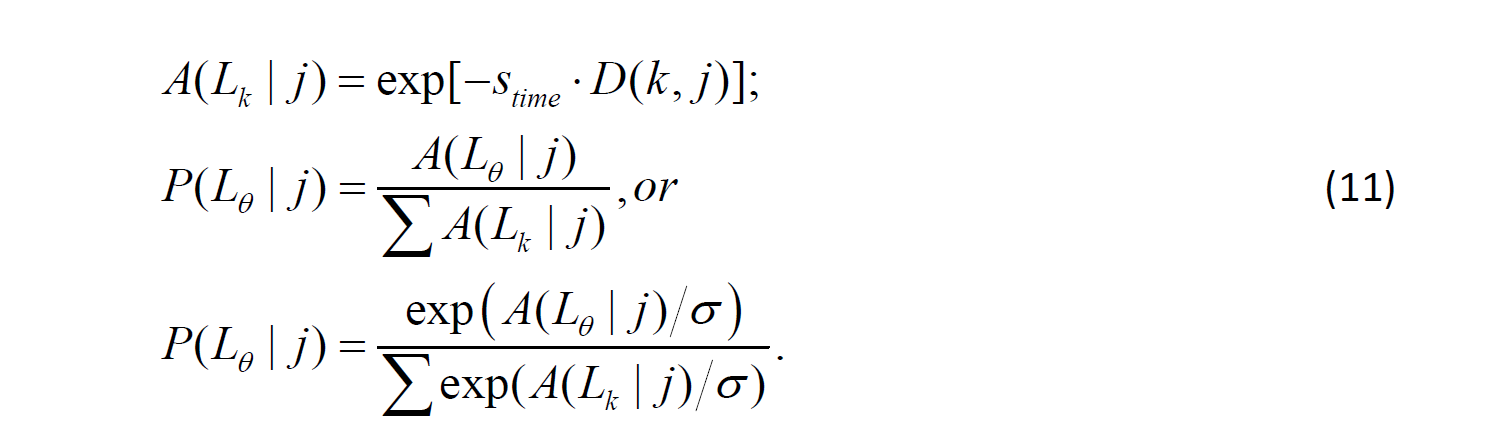 A(L_k | j) = exp[−s_time · D(k, j)];
P(L_θ | j) = A(L_θ | j) / ∑ A(L_k | j), or (11)
P(L_θ | j) = exp(A(L_θ | j)/σ) / ∑ exp(A(L_k | j)/σ).